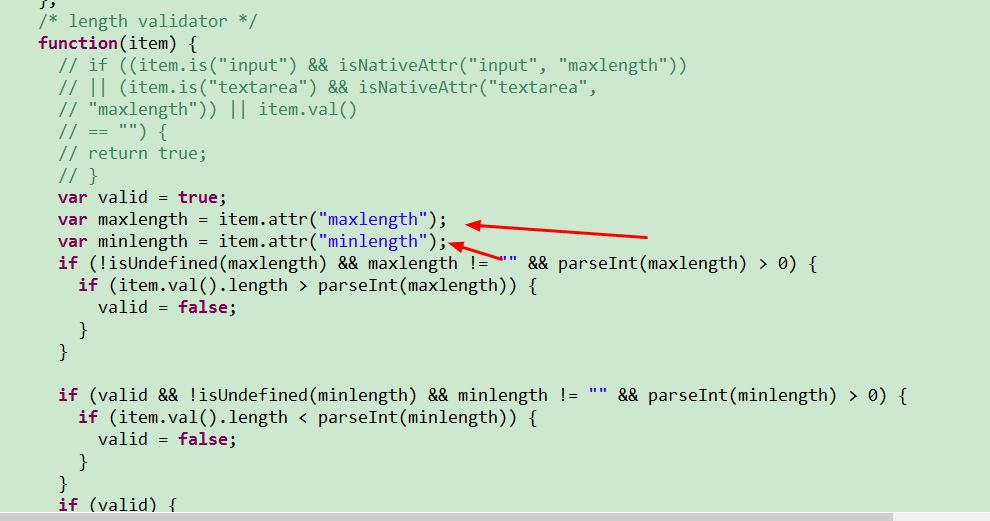 };
/* length validator */
function(item) {
// if ((item.is("input") && isNativeAttr("input", "maxlength"))
// || (item.is("textarea") && isNativeAttr("textarea",
// "maxlength")) || item.val()
// == "") {
// return true;
// }
var valid = true;
var maxlength = item.attr("maxlength");
var minlength = item.attr("minlength");
if (!isUndefined(maxlength) && maxlength != "" && parseInt(maxlength) > 0) {
if (item.val().length > parseInt(maxlength)) {
valid = false;
}
}
if (valid && !isUndefined(minlength) && minlength != "" && parseInt(minlength) > 0) {
if (item.val().length < parseInt(minlength)) {
valid = false;
}
}
if (valid) {